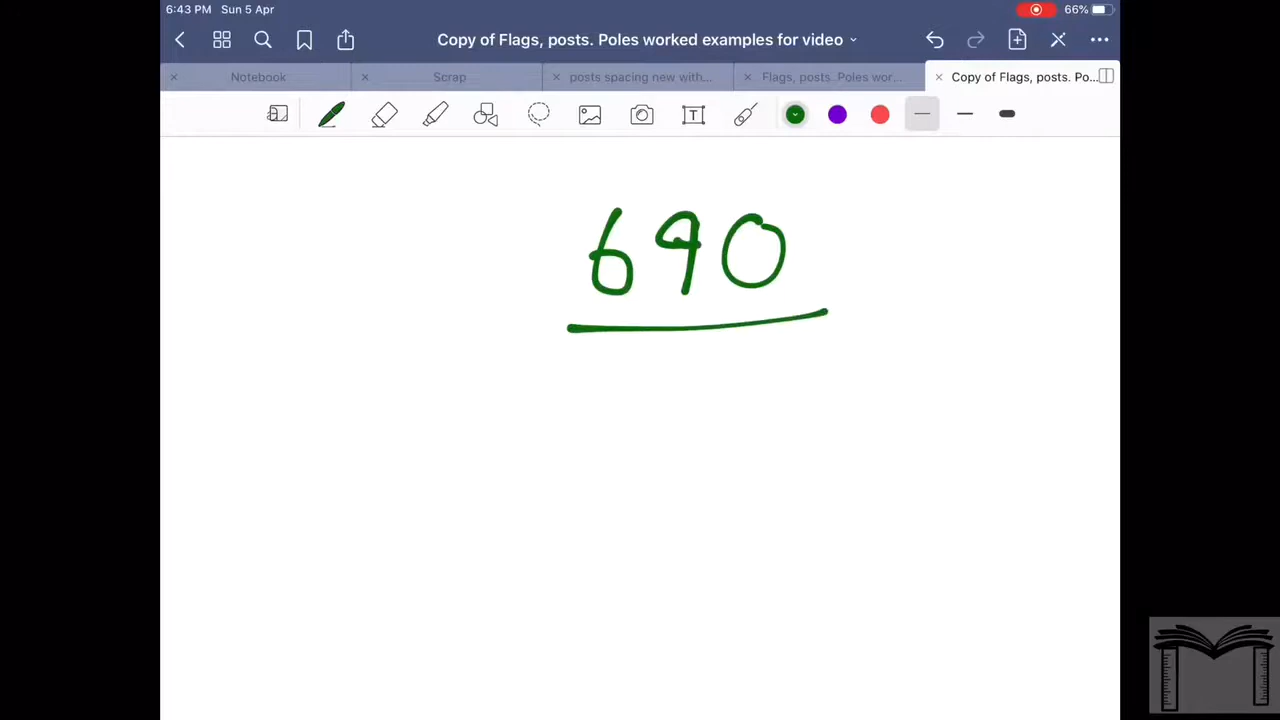 6:43 PM Sun 5 Apr 66%
Copy of Flags, posts. Poles worked examples for video
Notebook Scrap posts spacing new with... Flags, posts. Poles wor... Copy of Flags, posts. Po...
T
690